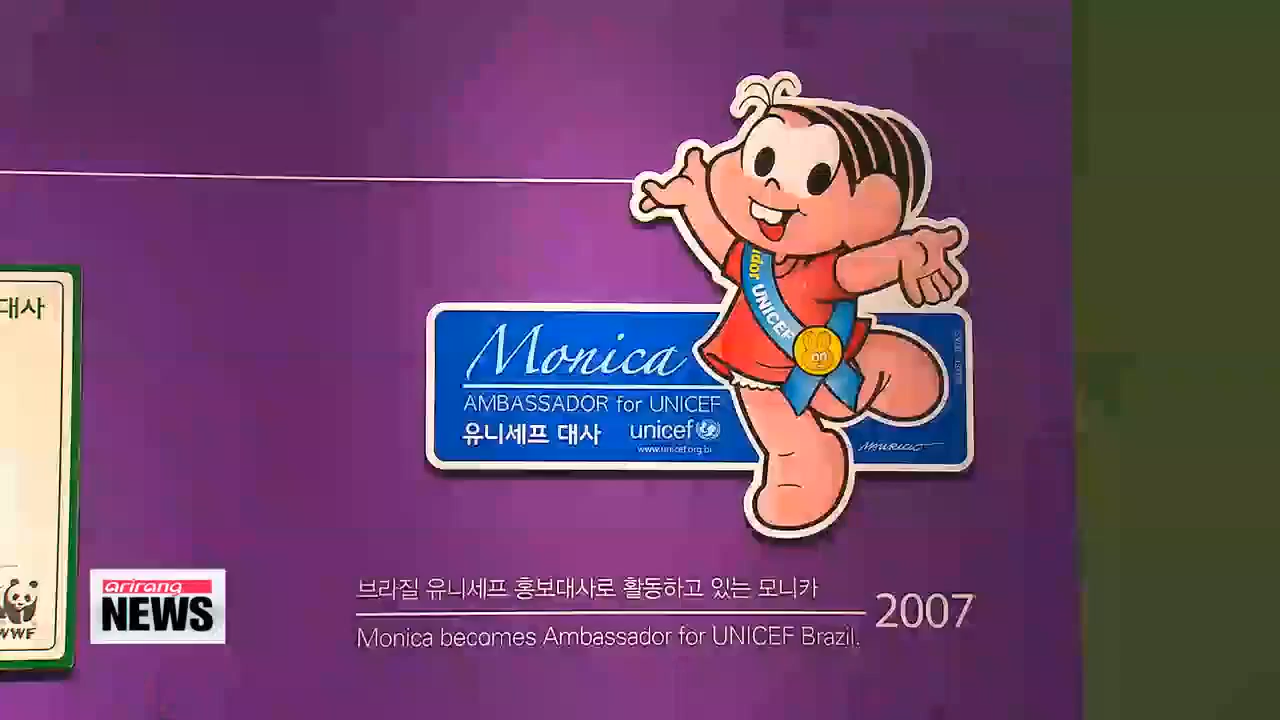 대사
dor UNICEF
Monica
AMBASSADOR for UNICEF
유니세프 대사
unicef
www.unicef.org.br
MAURICIO
WWF
arirang
NEWS
브라질 유니세프 홍보대사로 활동하고 있는 모니카
Monica becomes Ambassador for UNICEF Brazil.
2007